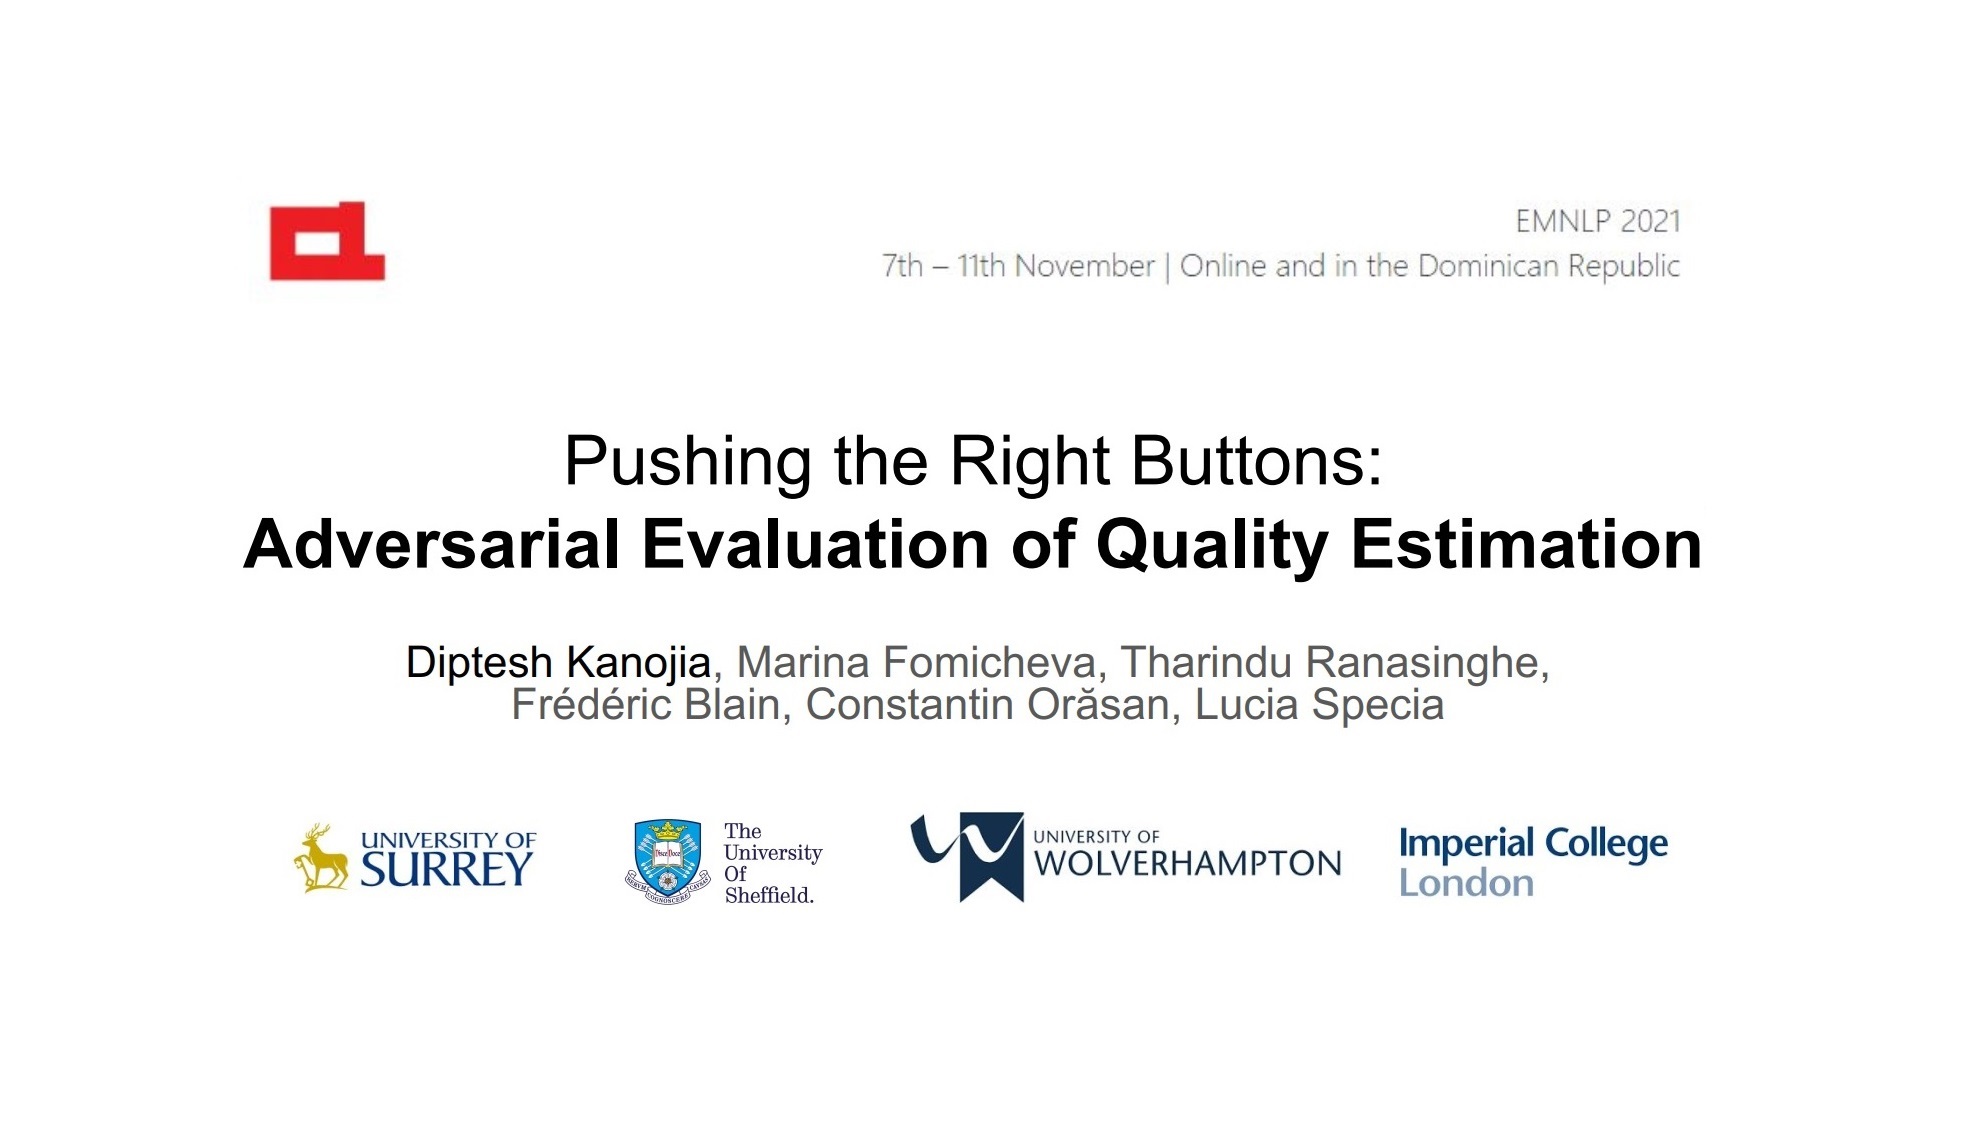 EMNLP 2021
7th – 11th November | Online and in the Dominican Republic
Pushing the Right Buttons:
Adversarial Evaluation of Quality Estimation
Diptesh Kanojia, Marina Fomicheva, Tharindu Ranasinghe,
Frédéric Blain, Constantin Orăsan, Lucia Specia
UNIVERSITY OF
SURREY
The
University
Of
Sheffield.
UNIVERSITY OF
WOLVERHAMPTON
Imperial College
London